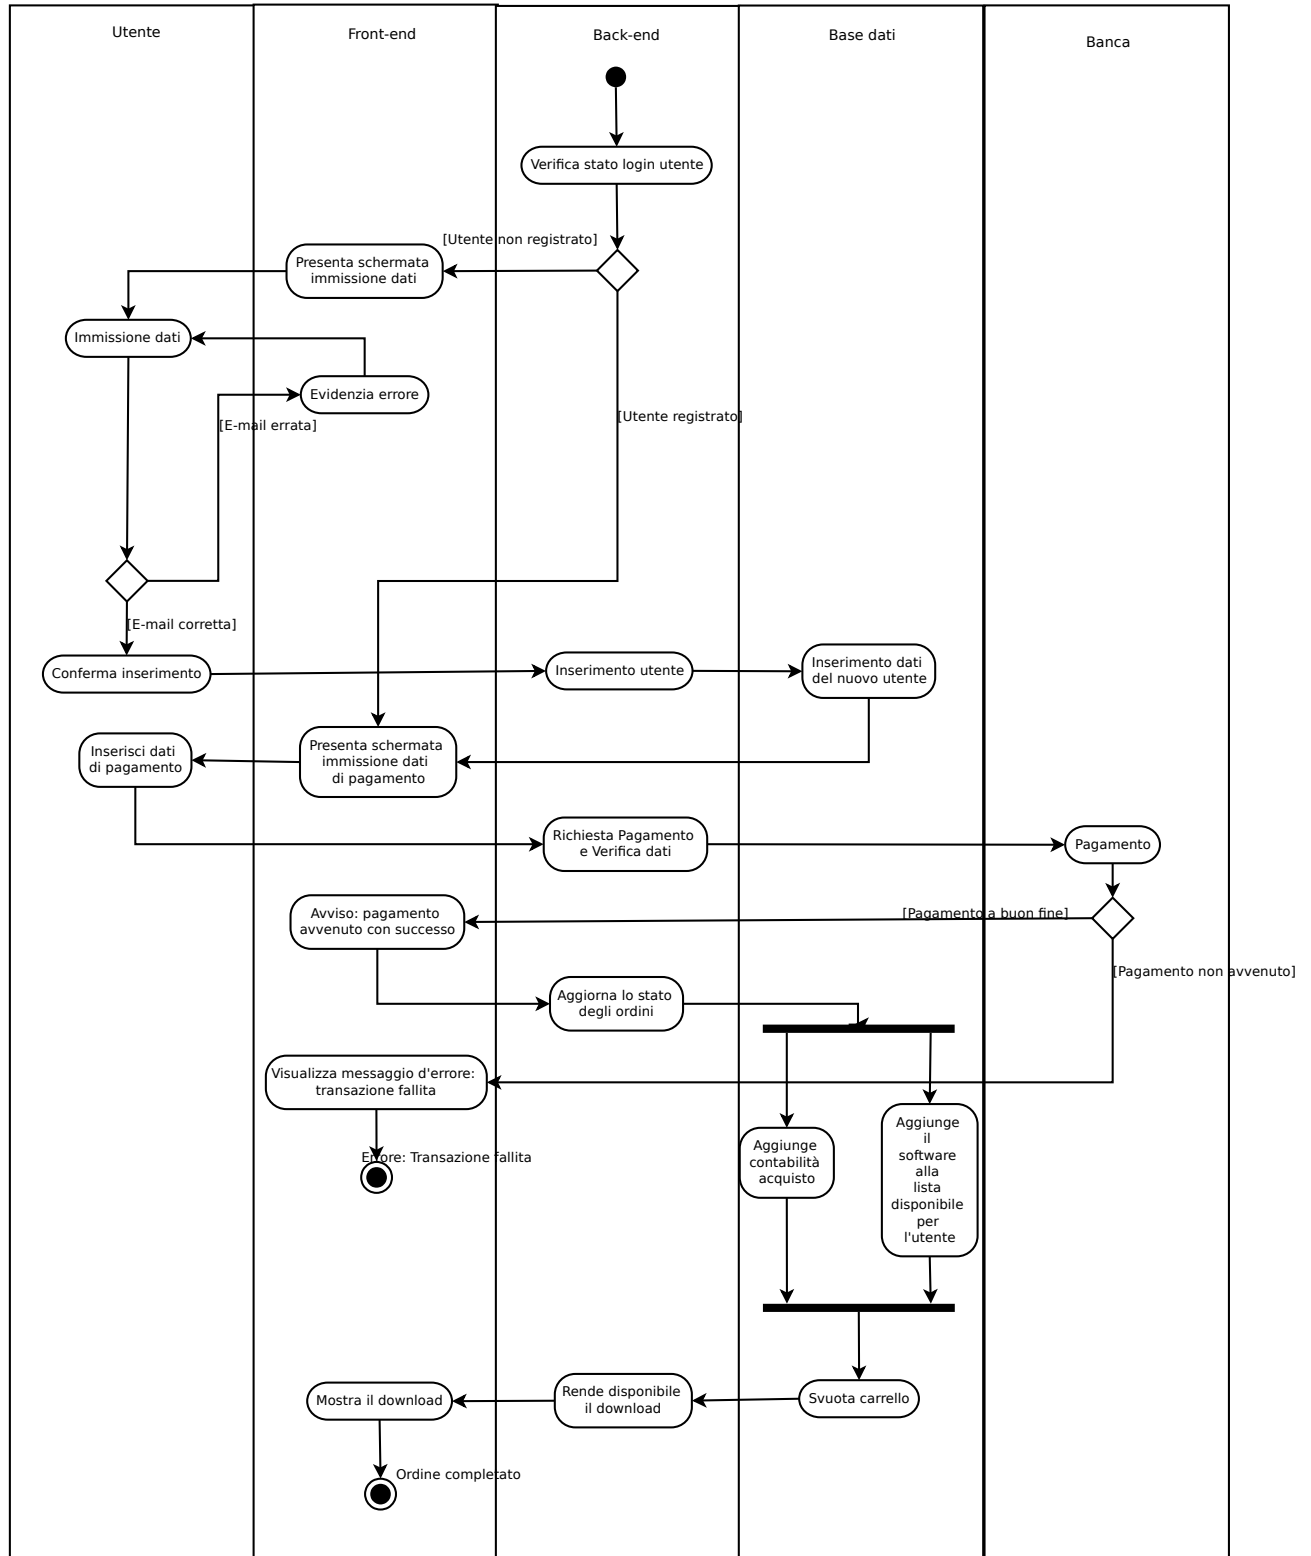 Utente
Front-end
Back-end
Base dati
Banca
Verifica stato login utente
[Utente non registrato]
Presenta schermata
immissione dati
Immissione dati
Evidenzia errore
[E-mail errata]
[Utente registrato]
[E-mail corretta]
Conferma inserimento
Inserimento utente
Inserimento dati
del nuovo utente
Inserisci dati
di pagamento
Presenta schermata
immissione dati
di pagamento
Richiesta Pagamento
e Verifica dati
Pagamento
Avviso: pagamento
avvenuto con successo
[Pagamento a buon fine]
[Pagamento non avvenuto]
Aggiorna lo stato
degli ordini
Visualizza messaggio d'errore:
transazione fallita
Errore: Transazione fallita
Aggiunge
contabilità
acquisto
Aggiunge
il
software
alla
lista
disponibile
per
l'utente
Mostra il download
Rende disponibile
il download
Svuota carrello
Ordine completato